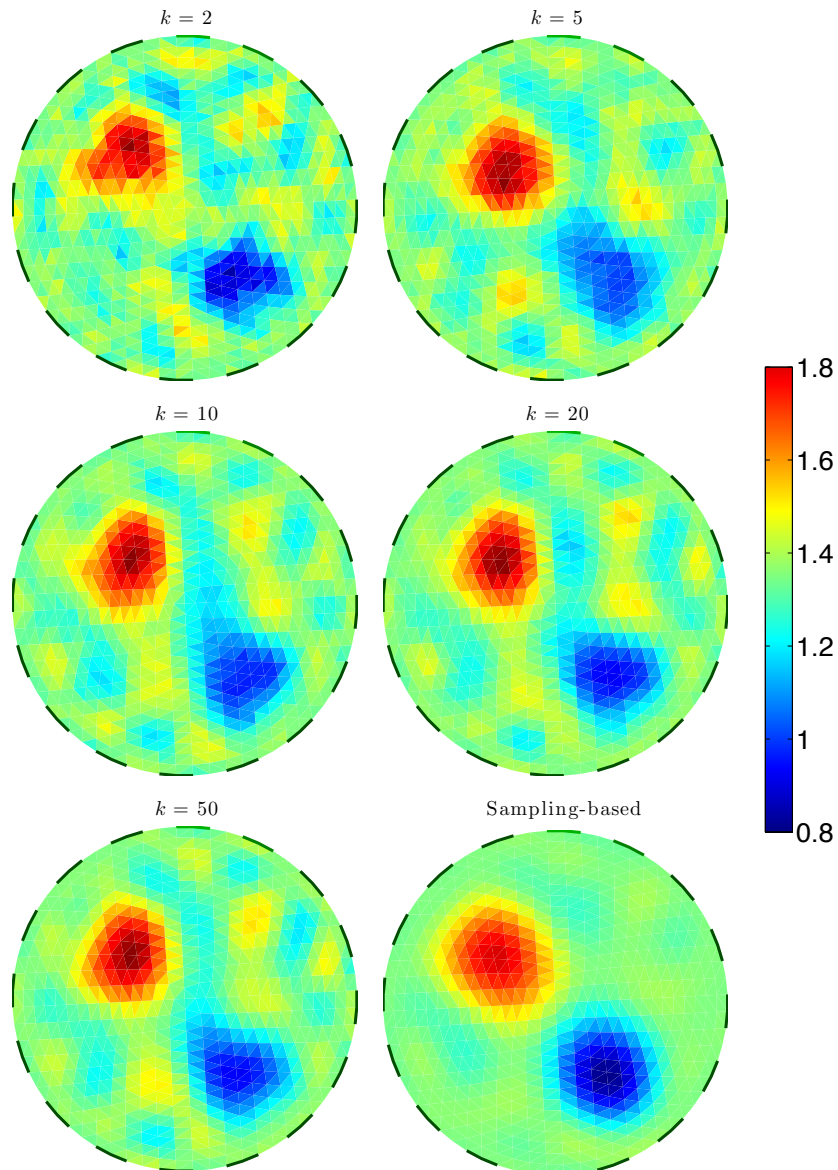 k = 2
k = 5
k = 10
k = 20
1.8
1.6
1.4
1.2
1
0.8
k = 50
Sampling-based